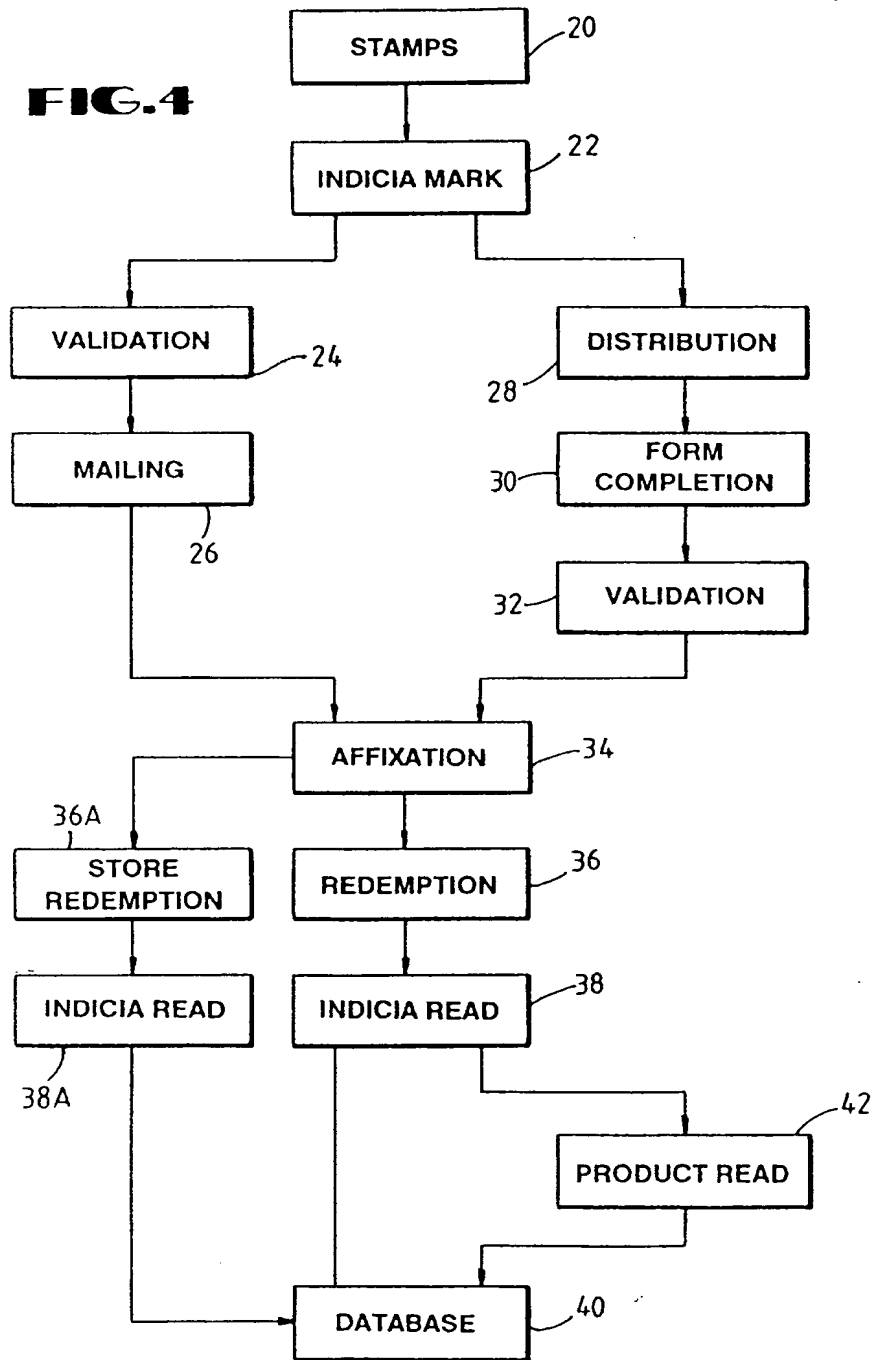 FIG.4
STAMPS
20
INDICIA MARK
22
VALIDATION
24
DISTRIBUTION
28
MAILING
26
FORM
COMPLETION
30
VALIDATION
32
AFFIXATION
34
36A
STORE
REDEMPTION
REDEMPTION
36
INDICIA READ
38A
INDICIA READ
38
PRODUCT READ
42
DATABASE
40